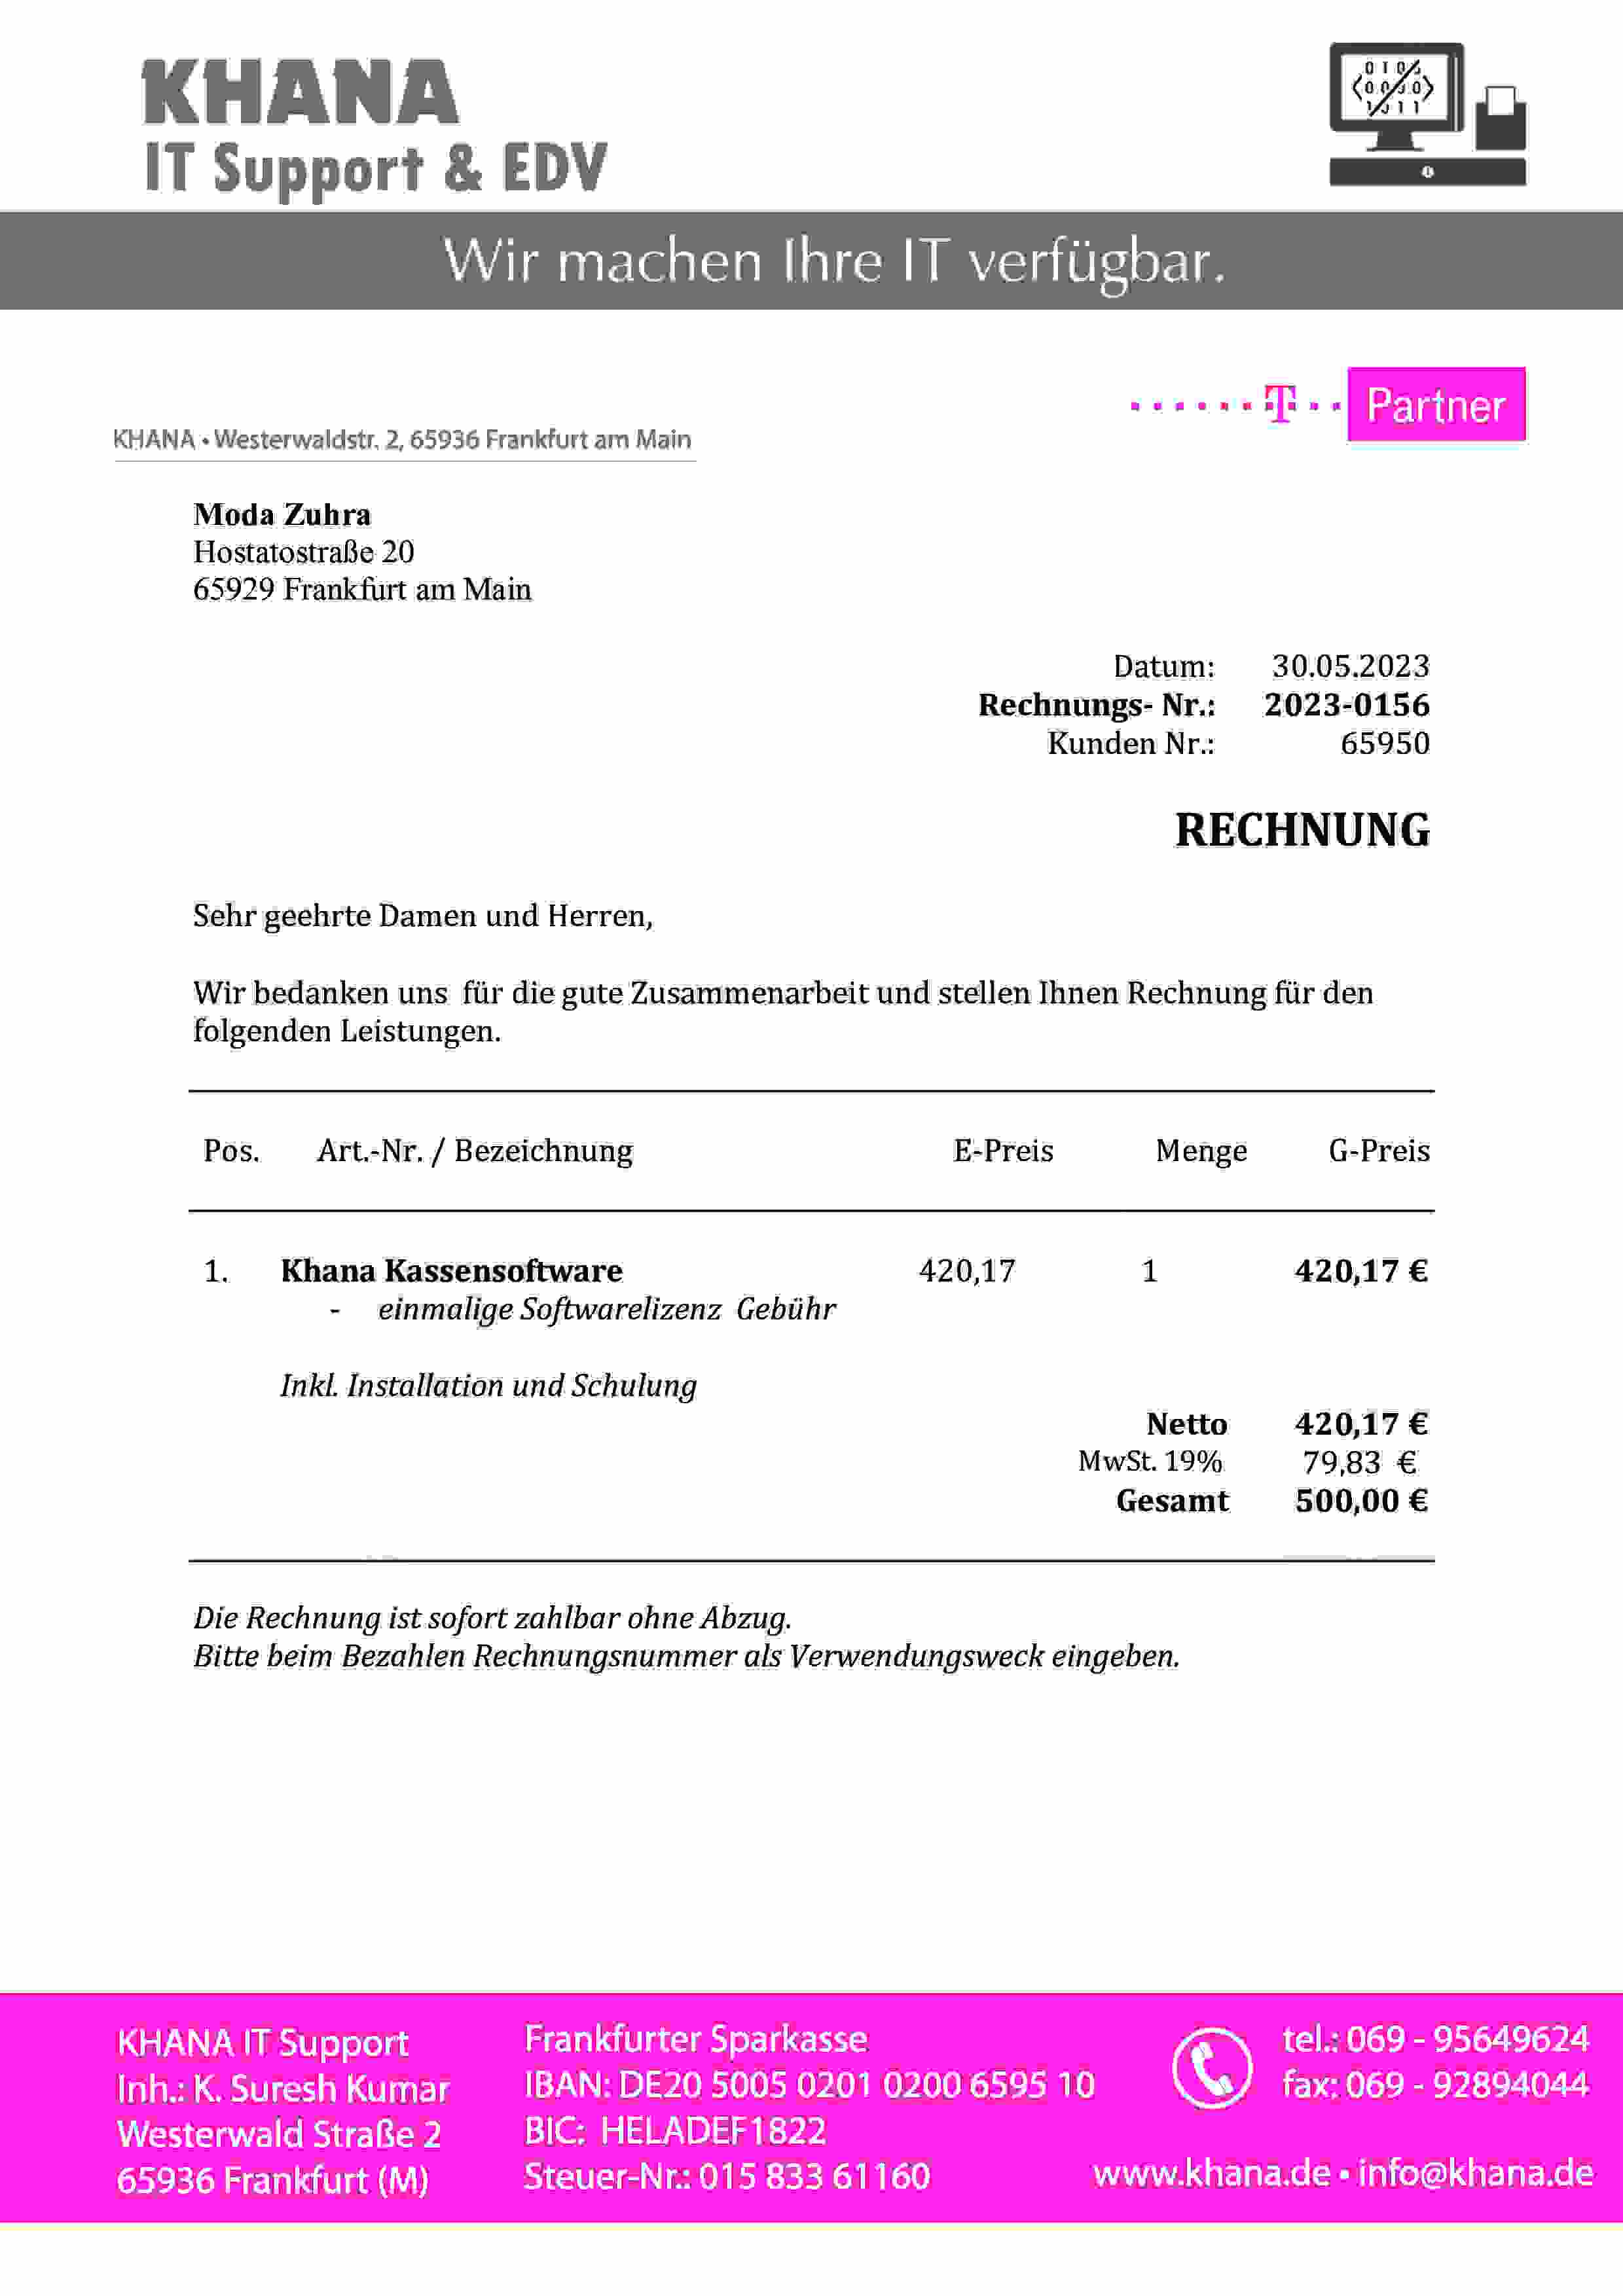 KHANA
IT Support & EDV
Wir machen Ihre IT verfügbar.
T Partner
KHANA • Westerwaldstr. 2, 65936 Frankfurt am Main
Moda Zuhra
Hostatostraße 20
65929 Frankfurt am Main
Datum: 30.05.2023
Rechnungs- Nr.: 2023-0156
Kunden Nr.: 65950
RECHNUNG
Sehr geehrte Damen und Herren,
Wir bedanken uns für die gute Zusammenarbeit und stellen Ihnen Rechnung für den
folgenden Leistungen.
Pos. Art.-Nr. / Bezeichnung E-Preis Menge G-Preis
1. Khana Kassensoftware 420,17 1 420,17 €
- einmalige Softwarelizenz Gebühr
Inkl. Installation und Schulung
Netto 420,17 €
MwSt. 19% 79,83 €
Gesamt 500,00 €
Die Rechnung ist sofort zahlbar ohne Abzug.
Bitte beim Bezahlen Rechnungsnummer als Verwendungsweck eingeben.
KHANA IT Support
Inh.: K. Suresh Kumar
Westerwald Straße 2
65936 Frankfurt (M)
Frankfurter Sparkasse
IBAN: DE20 5005 0201 0200 6595 10
BIC: HELADEF1822
Steuer-Nr.: 015 833 61160
tel.: 069 - 95649624
fax: 069 - 92894044
www.khana.de • info@khana.de